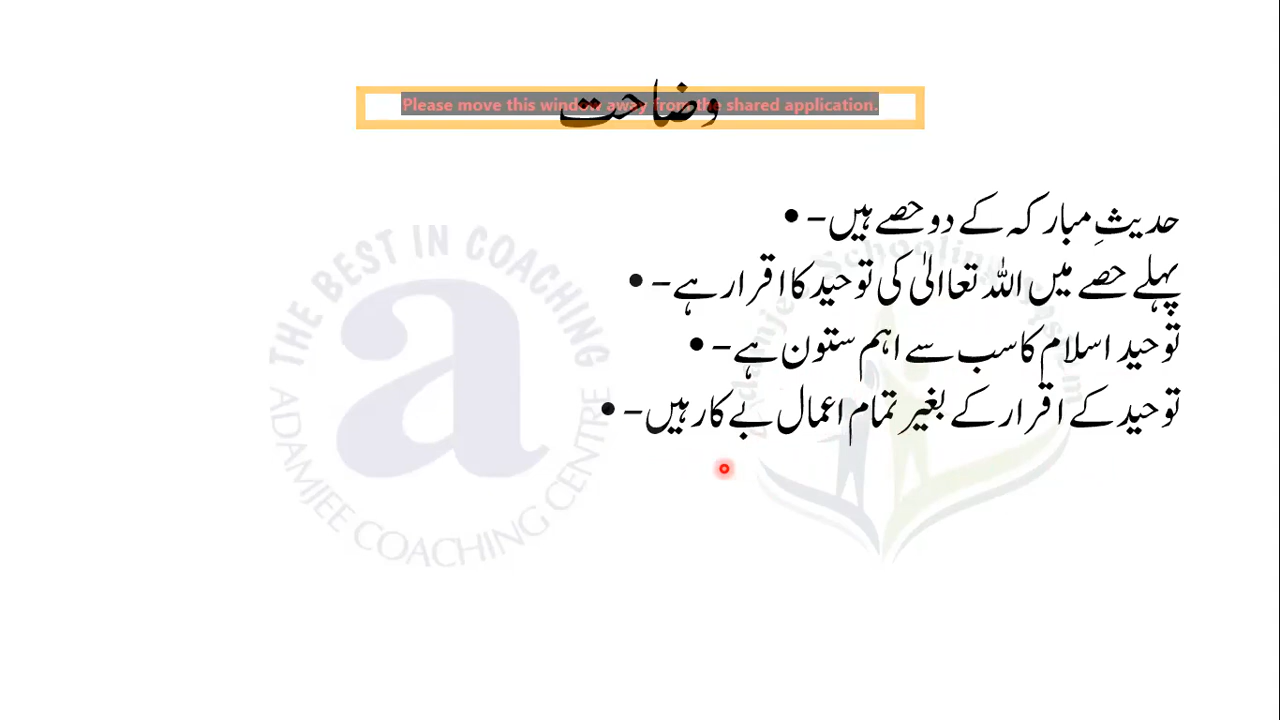 Please move this window away from the shared application.
وضاحت
حدیثِ مبارکہ کے دو حصے ہیں۔ •
پہلے حصے میں اللہ تعاالیٰ کی توحید کا اقرار ہے۔ •
توحید اسلام کا سب سے اہم ستون ہے۔ •
توحید کے اقرار کے بغیر تمام اعمال بے کار ہیں۔ •
THE BEST IN COACHING
a
ADAMJEE COACHING CENTRE